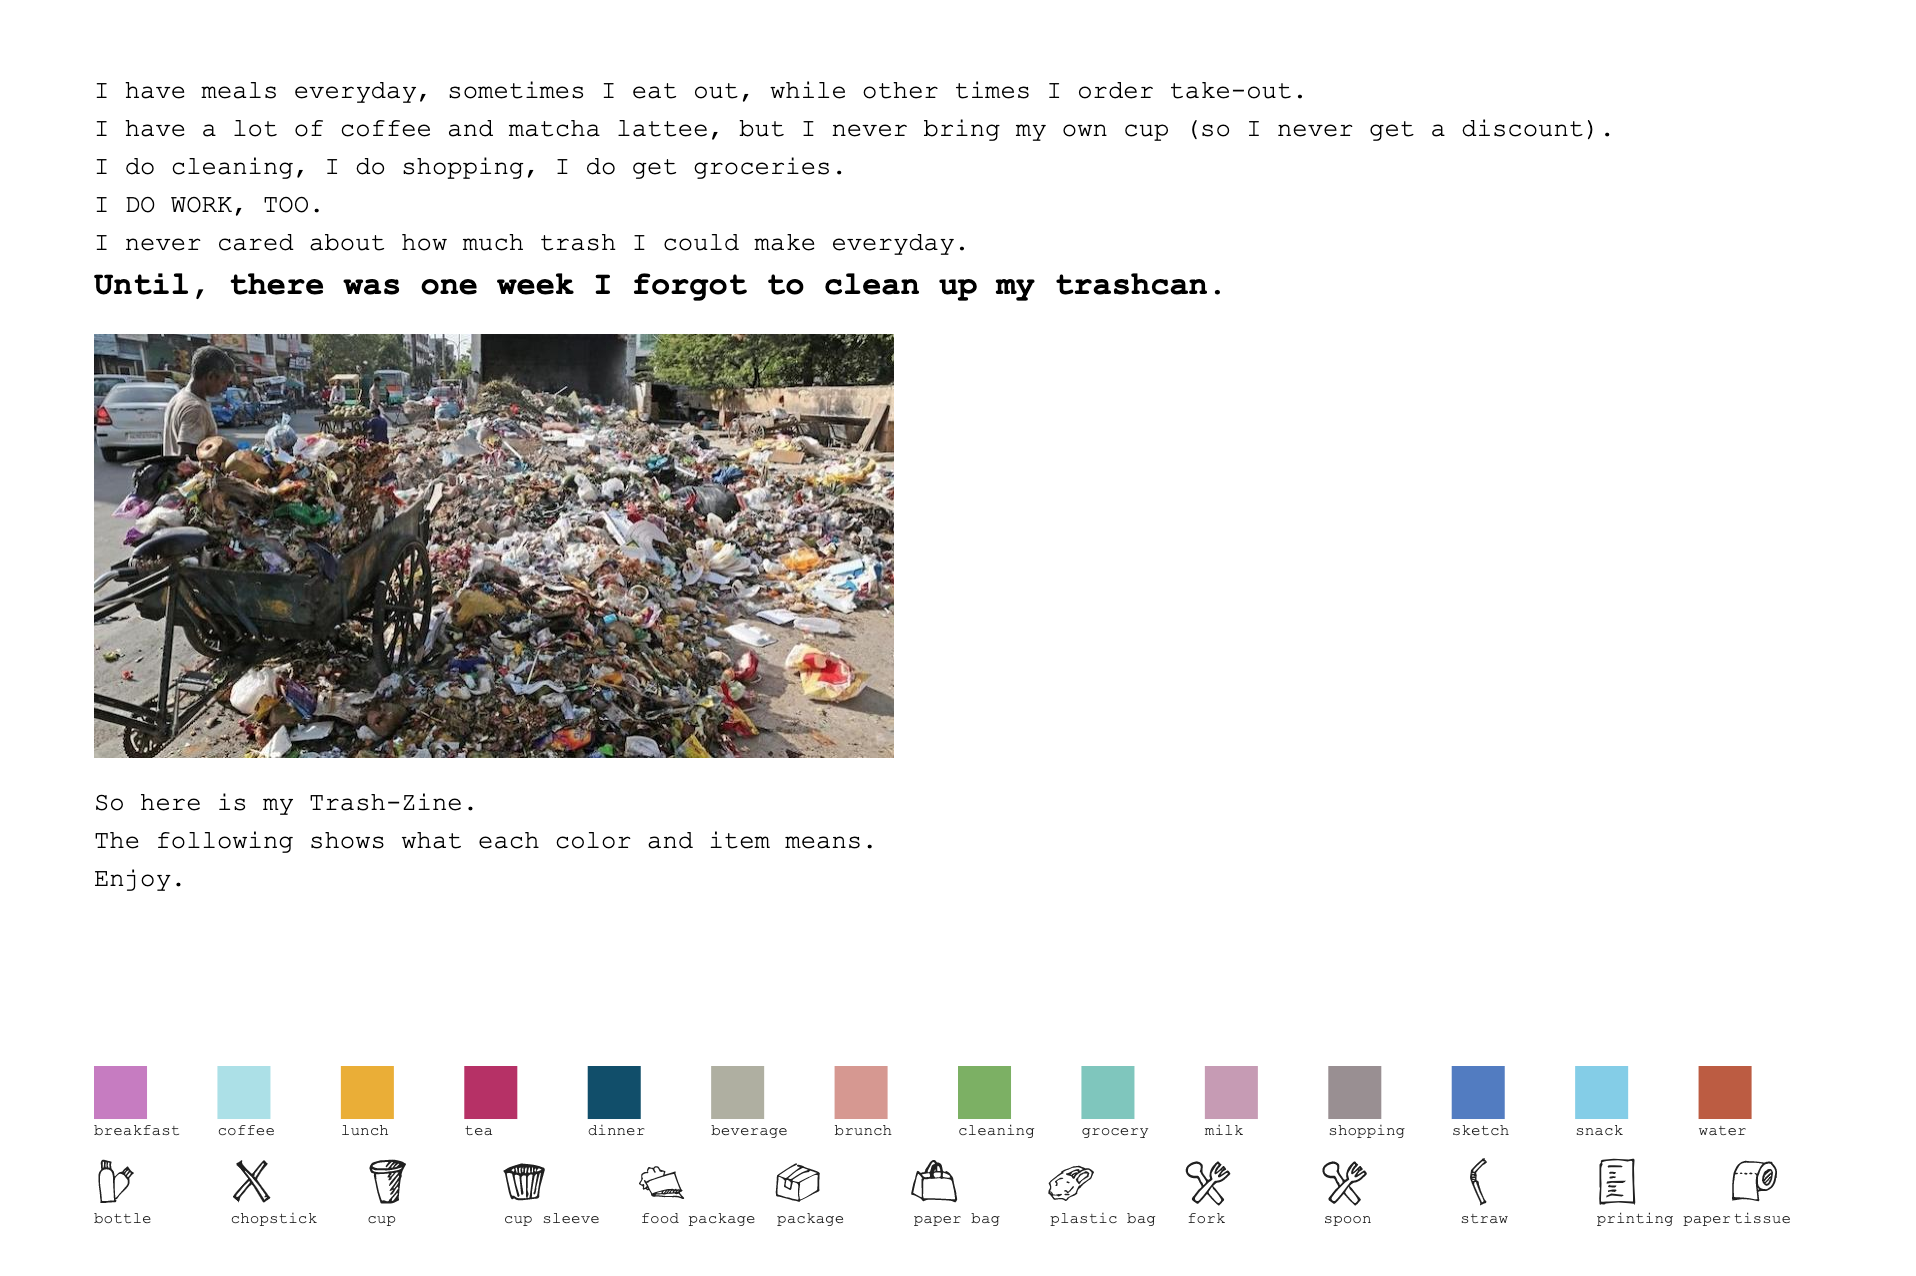 I have meals everyday, sometimes I eat out, while other times I order take-out.
I have a lot of coffee and matcha lattee, but I never bring my own cup (so I never get a discount).
I do cleaning, I do shopping, I do get groceries.
I DO WORK, TOO.
I never cared about how much trash I could make everyday.
Until, there was one week I forgot to clean up my trashcan.
So here is my Trash-Zine.
The following shows what each color and item means.
Enjoy.
breakfast coffee lunch tea dinner beverage brunch cleaning grocery milk shopping sketch snack water
bottle chopstick cup cup sleeve food package package paper bag plastic bag fork spoon straw printing paper tissue